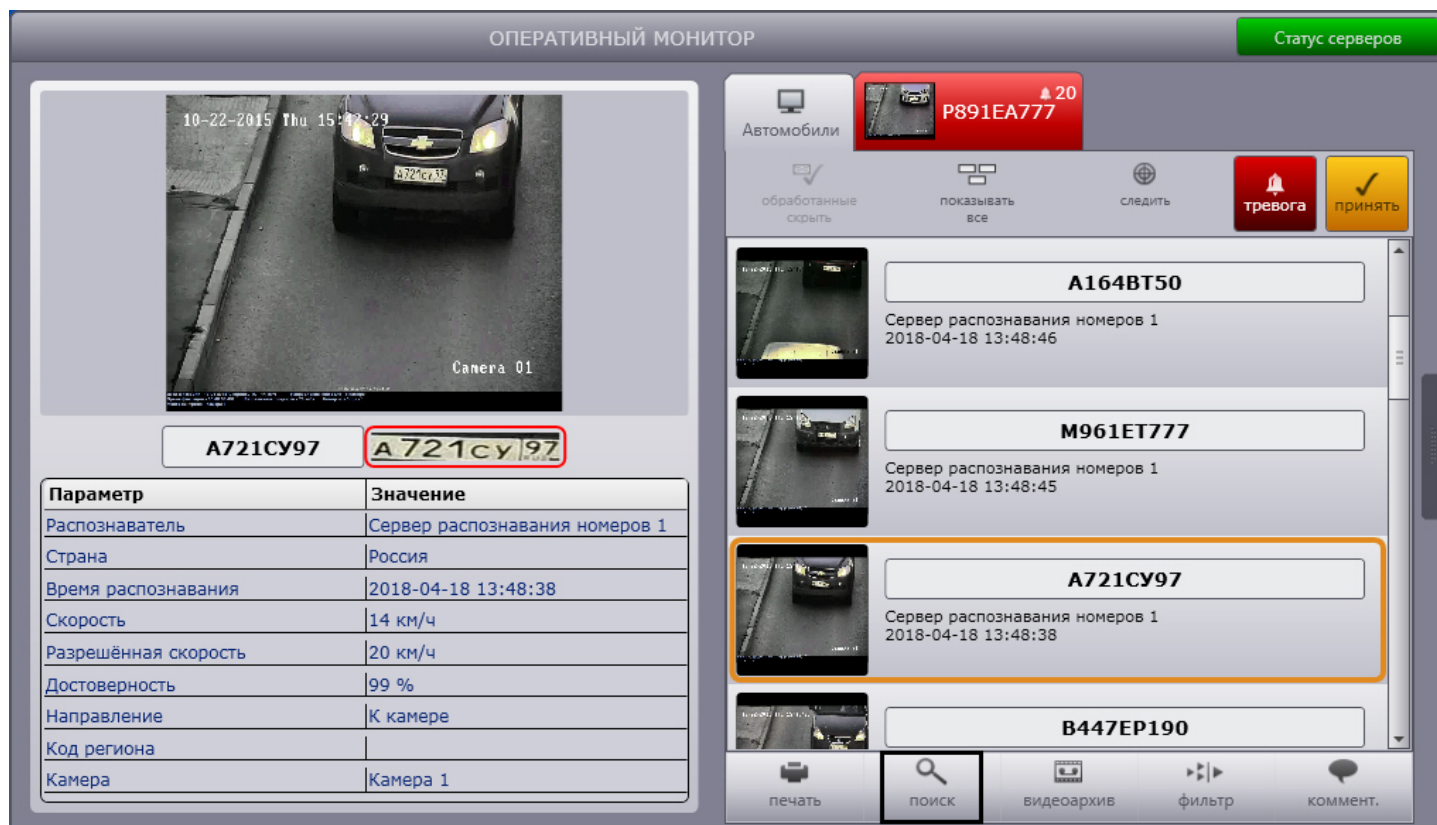 ОПЕРАТИВНЫЙ МОНИТОР
Статус серверов
10-22-2015 Thu 15:42:29
Camera 01
А721СУ97
А721су 97
Параметр Значение
Распознаватель Сервер распознавания номеров 1
Страна Россия
Время распознавания 2018-04-18 13:48:38
Скорость 14 км/ч
Разрешённая скорость 20 км/ч
Достоверность 99 %
Направление К камере
Код региона
Камера Камера 1
Автомобили
20
Р891ЕА777
обработанные
скрыть
показывать
все
следить
тревога
принять
А164ВТ50
Сервер распознавания номеров 1
2018-04-18 13:48:46
М961ЕТ777
Сервер распознавания номеров 1
2018-04-18 13:48:45
А721СУ97
Сервер распознавания номеров 1
2018-04-18 13:48:38
В447ЕР190
печать
поиск
видеоархив
фильтр
коммент.